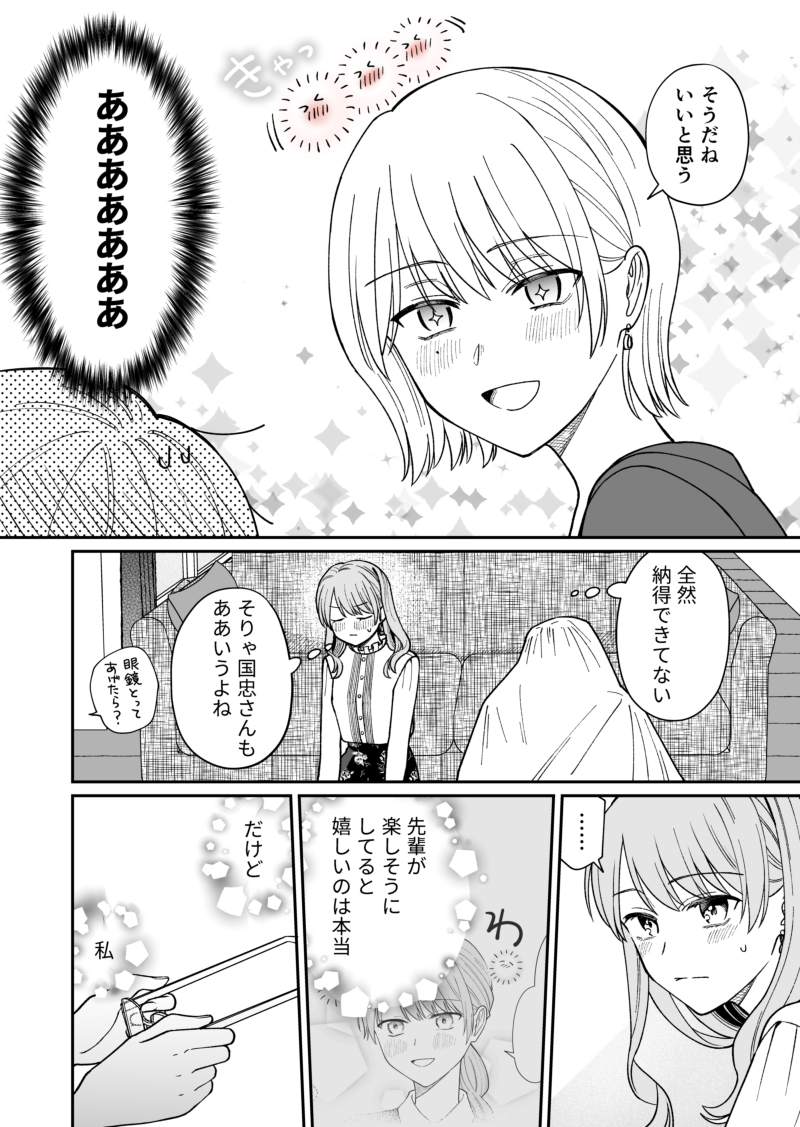 そうだね
いいと思う
きゃっ
ああああああああ
全然
納得できてない
そりゃ国忠さんも
ああいうよね
眼鏡とって
あげたら?
……
先輩が
楽しそうに
してると
嬉しいのは本当
わ
だけど
私